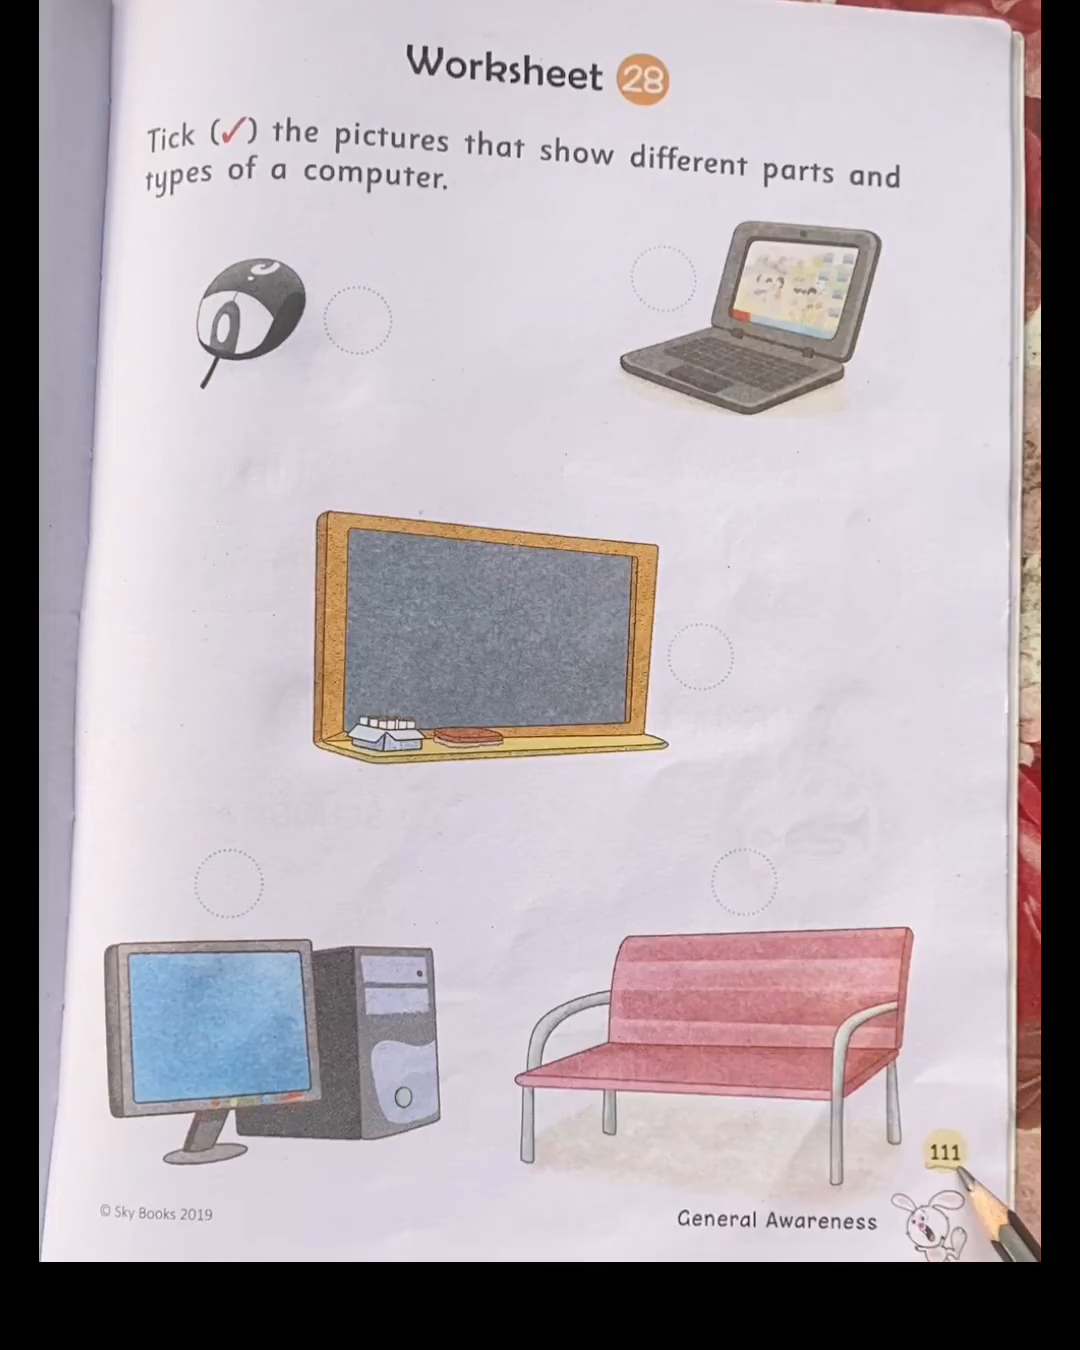 Worksheet 28
Tick (✓) the pictures that show different parts and
types of a computer.
111
© Sky Books 2019
General Awareness